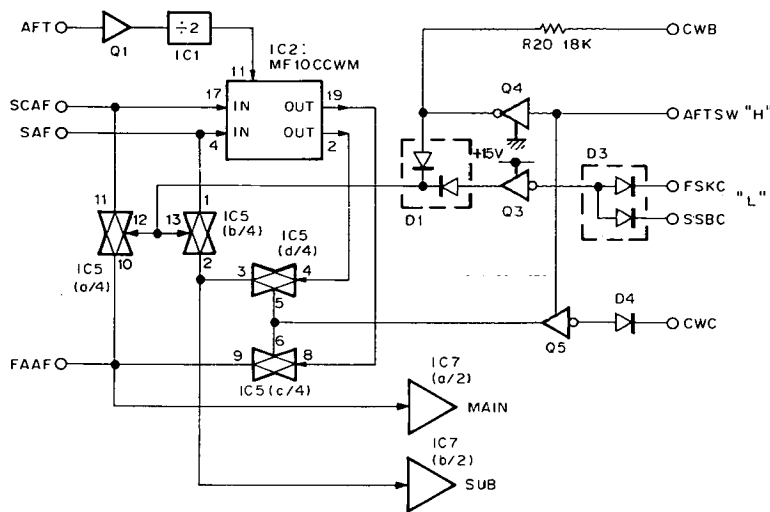 AFT
Q1
÷2
IC1
IC2:
MF10CCWM
11
R20 18K
CWB
SCAF
17
IN
OUT
19
SAF
4
IN
OUT
2
Q4
AFTSW "H"
+15V
D3
11
1
D1
Q3
FSKC
"L"
SSBC
12
13
IC5
(b/4)
IC5
(a/4)
10
2
IC5
(d/4)
3
4
5
D4
Q5
CWC
FAAF
9
6
8
IC5(c/4)
IC7
(a/2)
MAIN
IC7
(b/2)
SUB